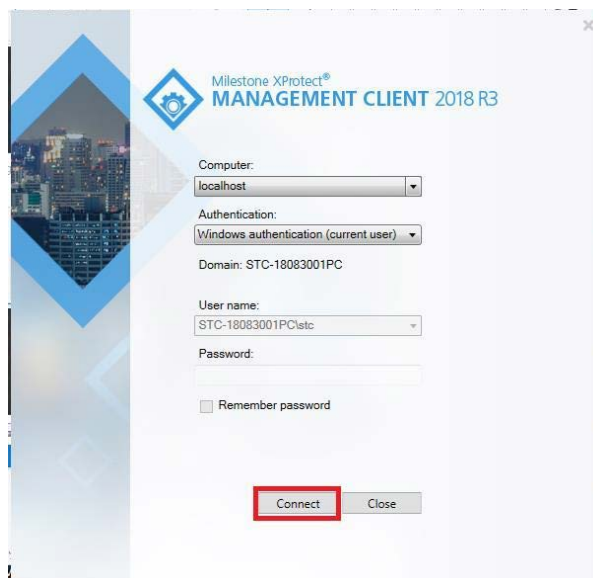 Milestone XProtect®
MANAGEMENT CLIENT 2018 R3
Computer:
localhost
Authentication:
Windows authentication (current user)
Domain: STC-18083001PC
User name:
STC-18083001PC\stc
Password:
Remember password
Connect Close